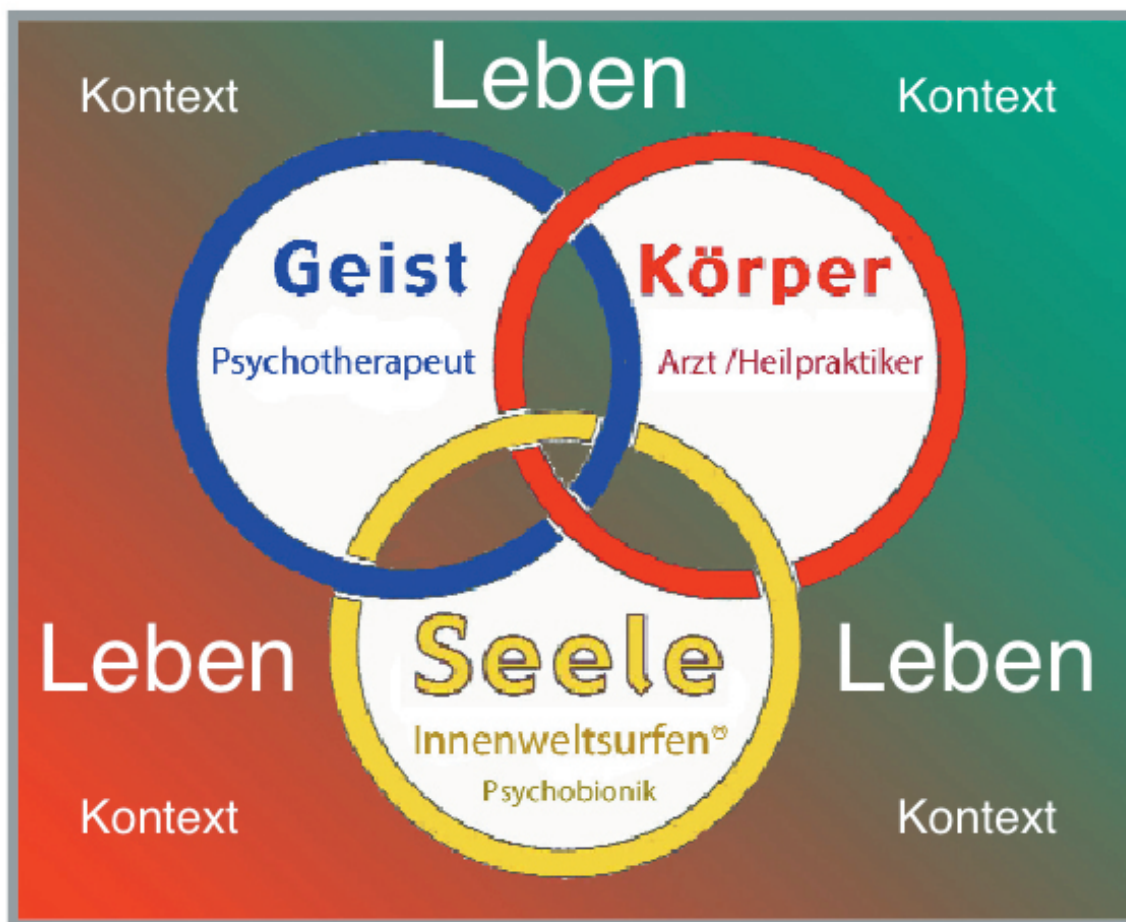 Leben
Kontext
Kontext
Geist
Körper
Psychotherapeut
Arzt /Heilpraktiker
Leben
Seele
Leben
Innenweltsurfen®
Psychobionik
Kontext
Kontext